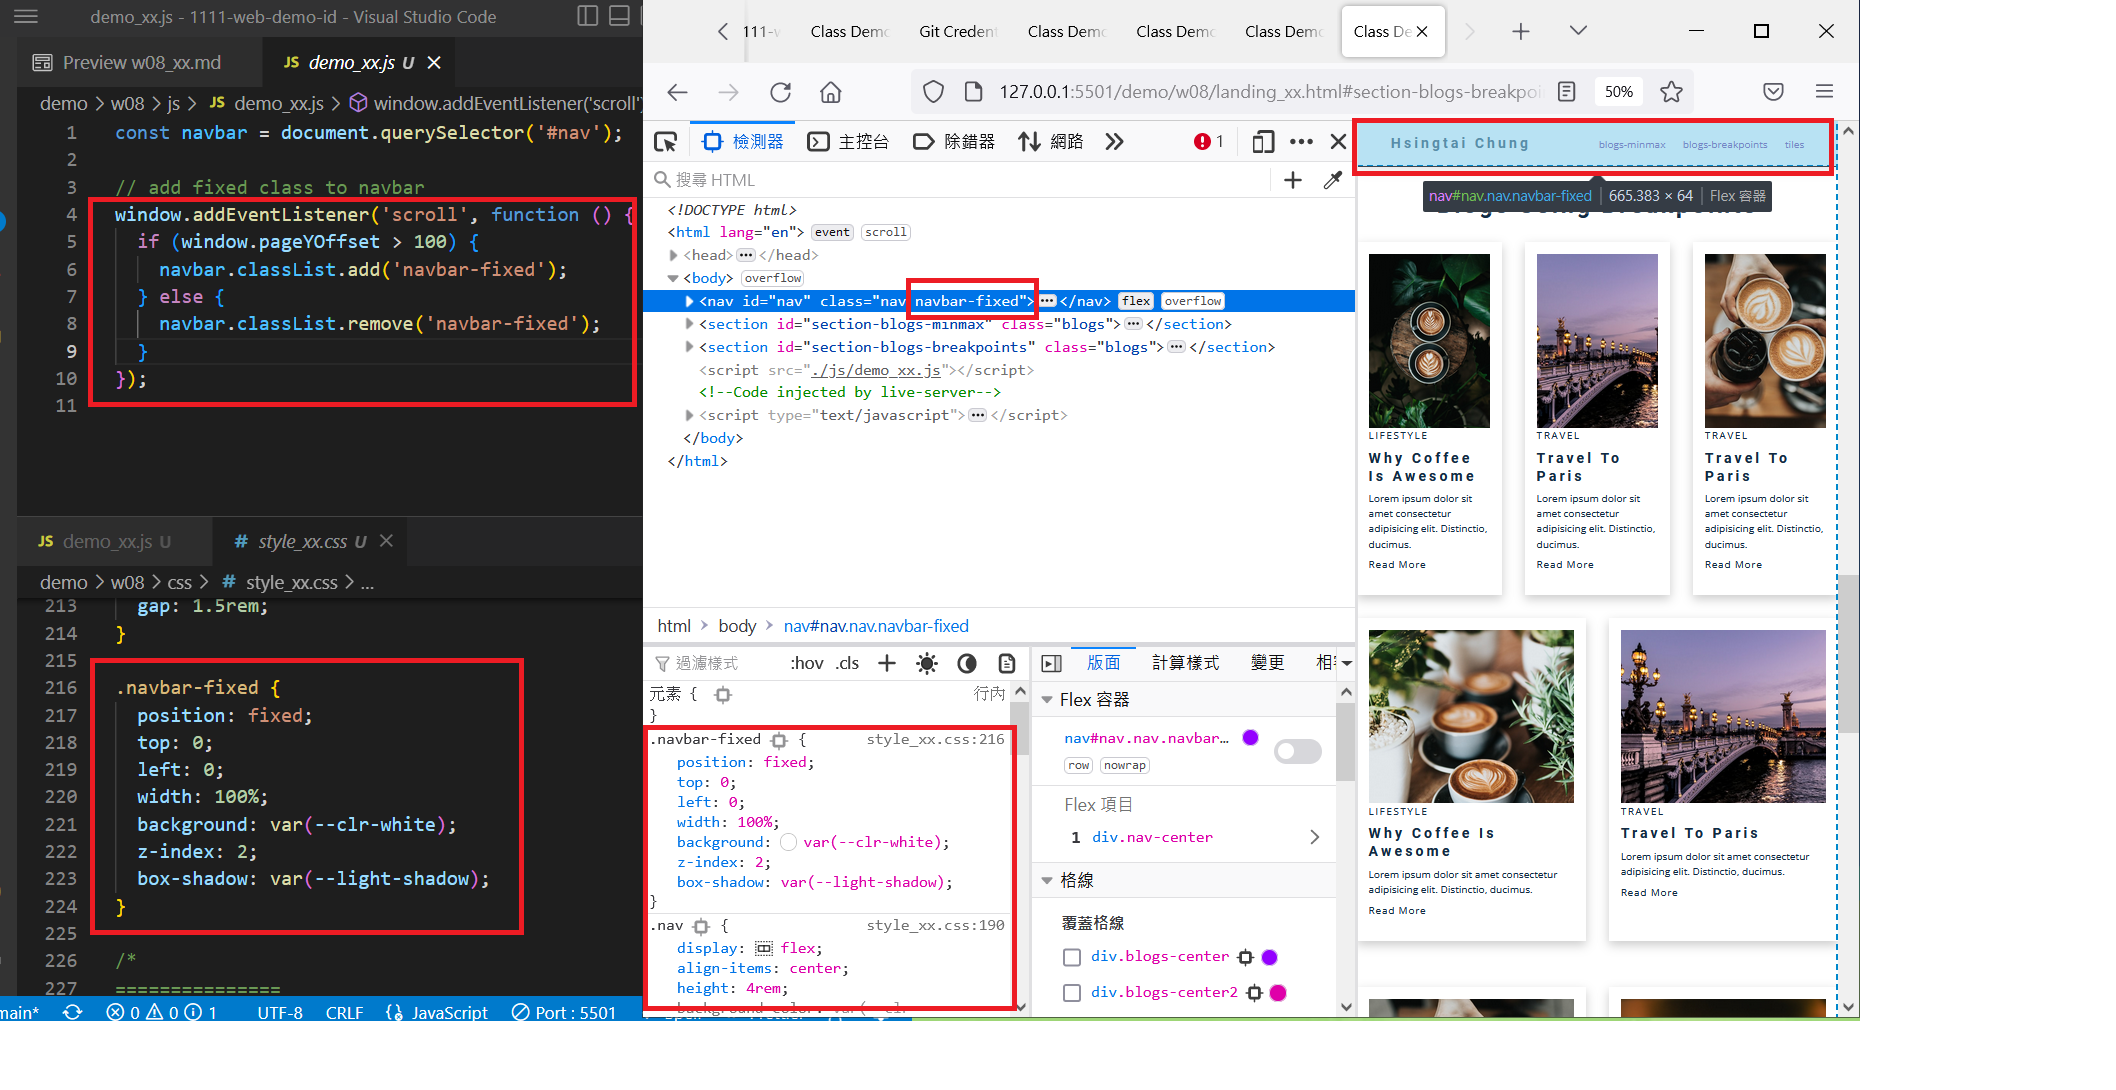 demo_xx.js - 1111-web-demo-id - Visual Studio Code
Preview w08_xx.md
JS demo_xx.js U
demo > w08 > js > JS demo_xx.js > window.addEventListener('scroll')
1 const navbar = document.querySelector('#nav');
2
3 // add fixed class to navbar
4 window.addEventListener('scroll', function () {
5 if (window.pageYOffset > 100) {
6 navbar.classList.add('navbar-fixed');
7 } else {
8 navbar.classList.remove('navbar-fixed');
9 }
10 });
11
JS demo_xx.js U
# style_xx.css U
demo > w08 > css > # style_xx.css > ...
213 gap: 1.5rem;
214 }
215
216 .navbar-fixed {
217 position: fixed;
218 top: 0;
219 left: 0;
220 width: 100%;
221 background: var(--clr-white);
222 z-index: 2;
223 box-shadow: var(--light-shadow);
224 }
225
226 /*
227 ===============
main* 0 0 1 UTF-8 CRLF JavaScript Port : 5501
Class Demo
Git Credent
Class Demo
Class Demo
Class Demo
Class De
127.0.0.1:5501/demo/w08/landing_xx.html#section-blogs-breakpoi
50%
檢測器 主控台 除錯器 網路 1
搜尋 HTML
<!DOCTYPE html>
<html lang="en"> event scroll
<head> ••• </head>
<body> overflow
<nav id="nav" class="nav navbar-fixed"> ••• </nav> flex overflow
<section id="section-blogs-minmax" class="blogs"> ••• </section>
<section id="section-blogs-breakpoints" class="blogs"> ••• </section>
<script src="./js/demo_xx.js"></script>
<!--Code injected by live-server-->
<script type="text/javascript"> ••• </script>
</body>
</html>
html > body > nav#nav.nav.navbar-fixed
過濾樣式 :hov .cls
元素 { 行內
}
.navbar-fixed { style_xx.css:216
position: fixed;
top: 0;
left: 0;
width: 100%;
background: var(--clr-white);
z-index: 2;
box-shadow: var(--light-shadow);
}
.nav { style_xx.css:190
display: flex;
align-items: center;
height: 4rem;
版面 計算樣式 變更
Flex 容器
nav#nav.nav.navbar…
row nowrap
Flex 項目
1 div.nav-center
格線
覆蓋格線
div.blogs-center
div.blogs-center2
Hsingtai Chung blogs-minmax blogs-breakpoints tiles
nav#nav.nav.navbar-fixed 665.383 × 64 Flex 容器
LIFESTYLE
Why Coffee
Is Awesome
Lorem ipsum dolor sit
amet consectetur
adipisicing elit. Distinctio,
ducimus.
Read More
TRAVEL
Travel To
Paris
Lorem ipsum dolor sit
amet consectetur
adipisicing elit. Distinctio,
ducimus.
Read More
TRAVEL
Travel To
Paris
Lorem ipsum dolor sit
amet consectetur
adipisicing elit. Distinctio,
ducimus.
Read More
LIFESTYLE
Why Coffee Is
Awesome
Lorem ipsum dolor sit amet consectetur
adipisicing elit. Distinctio, ducimus.
Read More
TRAVEL
Travel To Paris
Lorem ipsum dolor sit amet consectetur
adipisicing elit. Distinctio, ducimus.
Read More